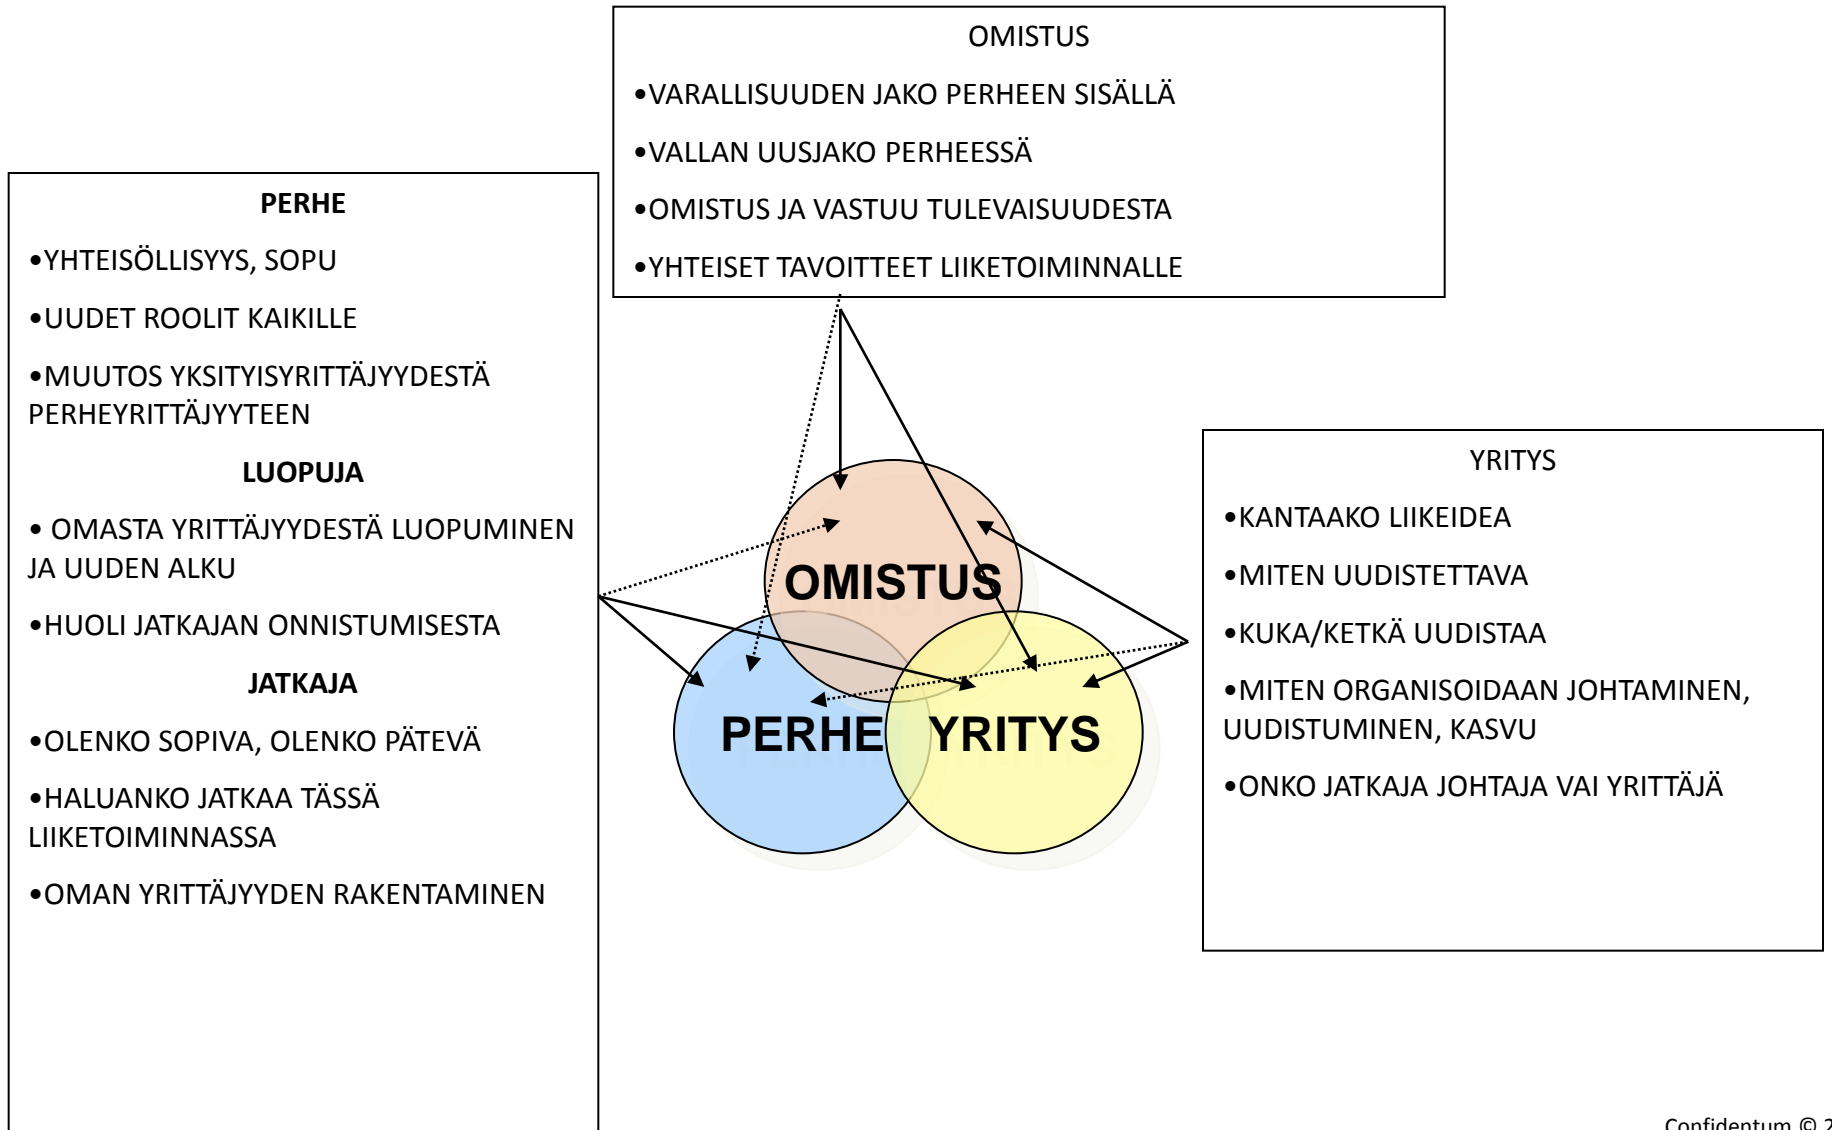 OMISTUS
•VARALLISUUDEN JAKO PERHEEN SISÄLLÄ
•VALLAN UUSJAKO PERHEESSÄ
•OMISTUS JA VASTUU TULEVAISUUDESTA
•YHTEISET TAVOITTEET LIIKETOIMINNALLE
PERHE
•YHTEISÖLLISYYS, SOPU
•UUDET ROOLIT KAIKILLE
•MUUTOS YKSITYISYRITTÄJYYDESTÄ
PERHEYRITTÄJYYTEEN
LUOPUJA
• OMASTA YRITTÄJYYDESTÄ LUOPUMINEN
JA UUDEN ALKU
•HUOLI JATKAJAN ONNISTUMISESTA
JATKAJA
•OLENKO SOPIVA, OLENKO PÄTEVÄ
•HALUANKO JATKAA TÄSSÄ
LIIKETOIMINNASSA
•OMAN YRITTÄJYYDEN RAKENTAMINEN
OMISTUS
PERHE
YRITYS
YRITYS
•KANTAAKO LIIKEIDEA
•MITEN UUDISTETTAVA
•KUKA/KETKÄ UUDISTAA
•MITEN ORGANISOIDAAN JOHTAMINEN,
UUDISTUMINEN, KASVU
•ONKO JATKAJA JOHTAJA VAI YRITTÄJÄ
Confidentum © 2